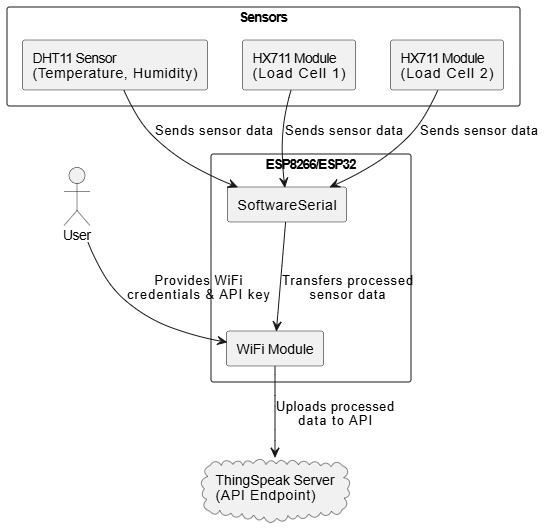 Sensors
DHT11 Sensor
(Temperature, Humidity)
HX711 Module
(Load Cell 1)
HX711 Module
(Load Cell 2)
Sends sensor data
Sends sensor data
Sends sensor data
ESP8266/ESP32
SoftwareSerial
User
Provides WiFi
credentials & API key
Transfers processed
sensor data
WiFi Module
Uploads processed
data to API
ThingSpeak Server
(API Endpoint)